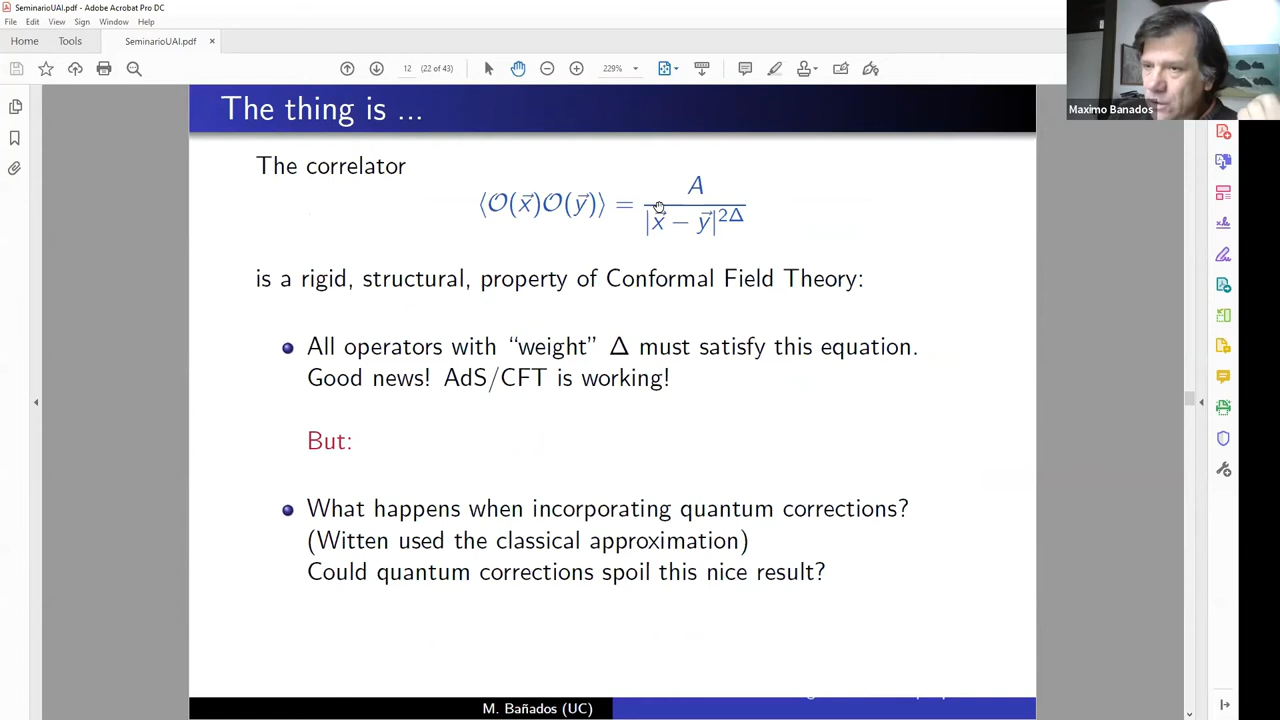 SeminarioUAI.pdf - Adobe Acrobat Pro DC
File Edit View Sign Window Help
Home Tools SeminarioUAI.pdf ×
12 (22 of 43) 229%
Maximo Banados
The thing is ...
The correlator
⟨O(x⃗)O(y⃗)⟩ = A / |x⃗ − y⃗|^{2Δ}
is a rigid, structural, property of Conformal Field Theory:
All operators with “weight” Δ must satisfy this equation.
Good news! AdS/CFT is working!
But:
What happens when incorporating quantum corrections?
(Witten used the classical approximation)
Could quantum corrections spoil this nice result?
M. Bañados (UC)